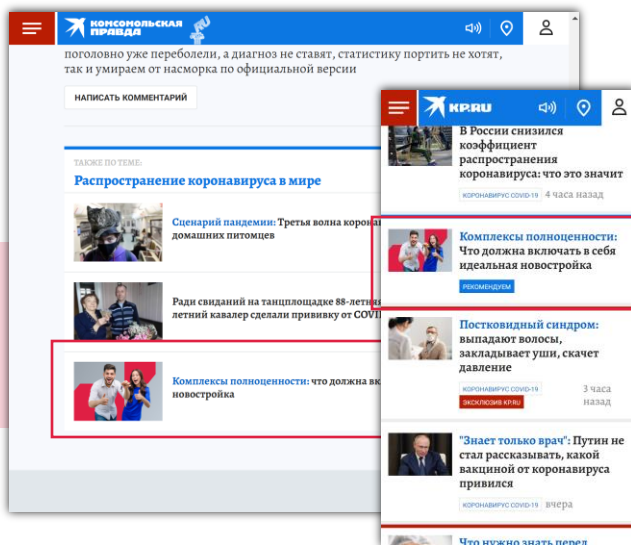 КОМСОМОЛЬСКАЯ
ПРАВДА
.RU
поголовно уже переболели, а диагноз не ставят, статистику портить не хотят,
так и умираем от насморка по официальной версии
НАПИСАТЬ КОММЕНТАРИЙ
ТАКЖЕ ПО ТЕМЕ:
Распространение коронавируса в мире
Сценарий пандемии: Третья волна
домашних питомцев
Ради свиданий на танцплощадке 88-летняя
летний кавалер сделали прививку от
Комплексы полноценности: что должна
новостройка
KP.RU
В России снизился
коэффициент
распространения
коронавируса: что это значит
КОРОНАВИРУС COVID-19 4 часа назад
Комплексы полноценности:
Что должна включать в себя
идеальная новостройка
РЕКОМЕНДУЕМ
Постковидный синдром:
выпадают волосы,
закладывает уши, скачет
давление
КОРОНАВИРУС COVID-19 3 часа
ЭКСКЛЮЗИВ KP.RU назад
"Знает только врач": Путин не
стал рассказывать, какой
вакциной от коронавируса
привился
КОРОНАВИРУС COVID-19 вчера
Что нужно знать перед